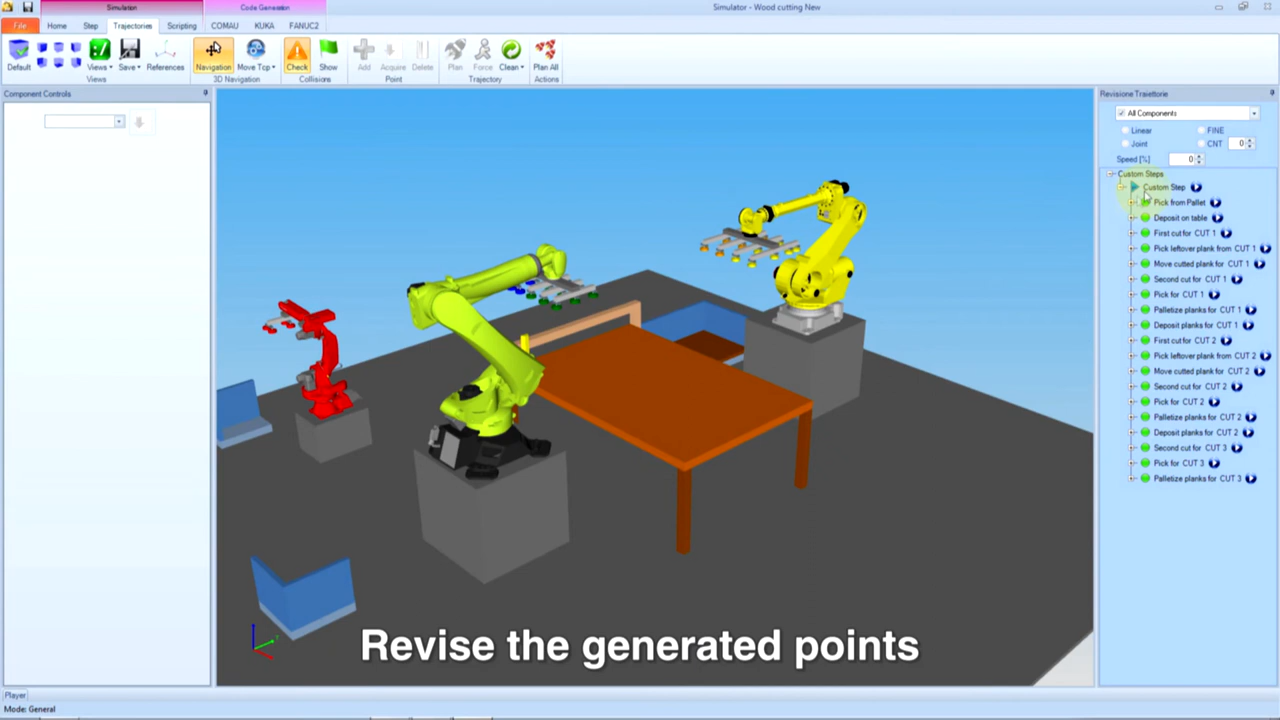 Simulation
Code Generation
Simulator - Wood cutting New
File
Home
Step
Trajectories
Scripting
COMAU
KUKA
FANUC2
Default
Views
Save
References
Navigation
Move Tcp
Check
Show
Add
Acquire
Delete
Plan
Force
Clean
Plan All
Views
3D Navigation
Collisions
Point
Trajectory
Actions
Component Controls
Revisione Traiettorie
All Components
Linear
FINE
Joint
CNT
0
Speed [%]
0
Custom Steps
Custom Step
Pick from Pallet
Deposit on table
First cut for CUT 1
Pick leftover plank from CUT 1
Move cutted plank for CUT 1
Second cut for CUT 1
Pick for CUT 1
Palletize planks for CUT 1
Deposit planks for CUT 1
First cut for CUT 2
Pick leftover plank from CUT 2
Move cutted plank for CUT 2
Second cut for CUT 2
Pick for CUT 2
Palletize planks for CUT 2
Deposit planks for CUT 2
Second cut for CUT 3
Pick for CUT 3
Palletize planks for CUT 3
Revise the generated points
Player
Mode: General